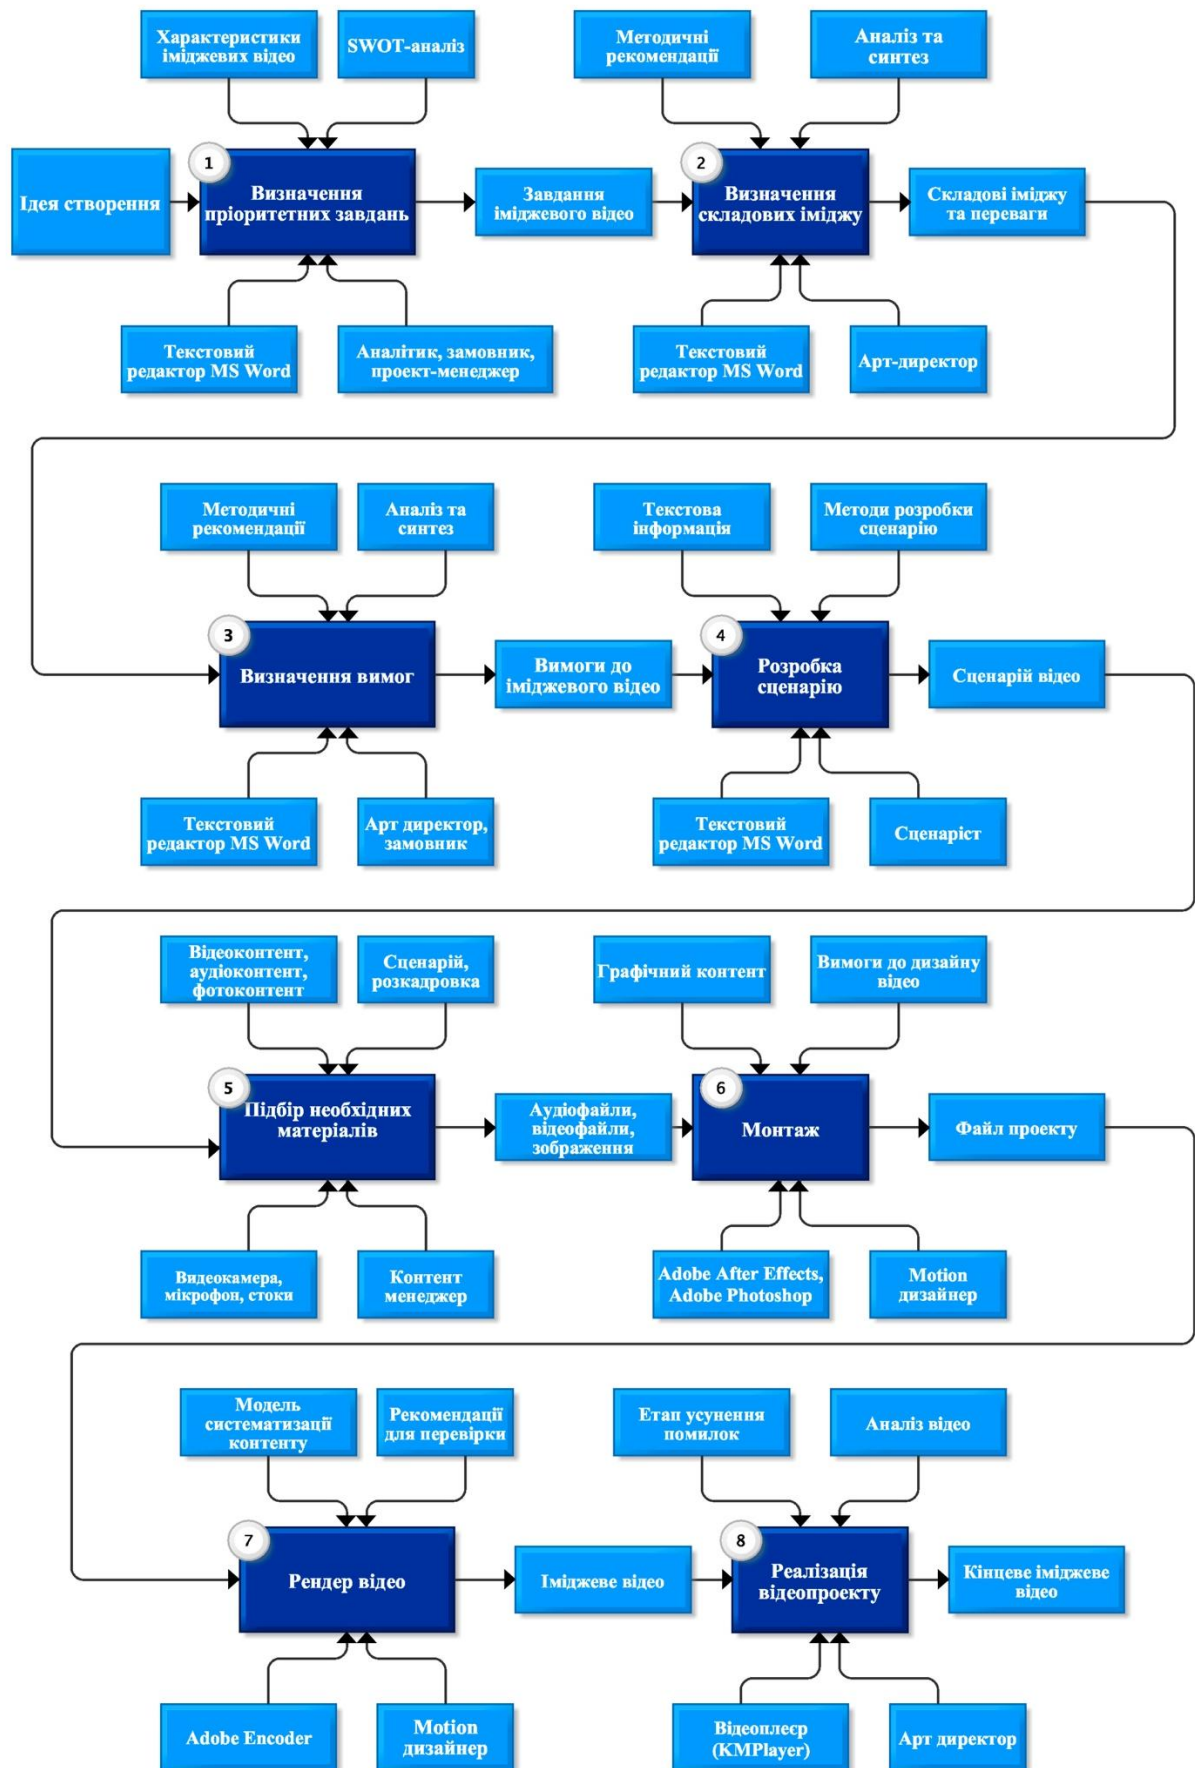 Характеристики
іміджевих відео
SWOT-аналіз
Методичні
рекомендації
Аналіз та
синтез
Ідея створення
1
Визначення
пріоритетних завдань
Завдання
іміджевого відео
2
Визначення
складових іміджу
Складові іміджу
та переваги
Текстовий
редактор MS Word
Аналітик, замовник,
проект-менеджер
Текстовий
редактор MS Word
Арт-директор
Методичні
рекомендації
Аналіз та
синтез
Текстова
інформація
Методи розробки
сценарію
3
Визначення вимог
Вимоги до
іміджевого відео
4
Розробка
сценарію
Сценарій відео
Текстовий
редактор MS Word
Арт директор,
замовник
Текстовий
редактор MS Word
Сценаріст
Відеоконтент,
аудіоконтент,
фотоконтент
Сценарій,
розкадровка
Графічний контент
Вимоги до дизайну
відео
5
Підбір необхідних
матеріалів
Аудіофайли,
відеофайли,
зображення
6
Монтаж
Файл проекту
Видеокамера,
мікрофон, стоки
Контент
менеджер
Adobe After Effects,
Adobe Photoshop
Motion
дизайнер
Модель
систематизації
контенту
Рекомендації
для перевірки
Етап усунення
помилок
Аналіз відео
7
Рендер відео
Іміджеве відео
8
Реалізація
відеопроекту
Кінцеве іміджеве
відео
Adobe Encoder
Motion
дизайнер
Відеоплеєр
(KMPlayer)
Арт директор